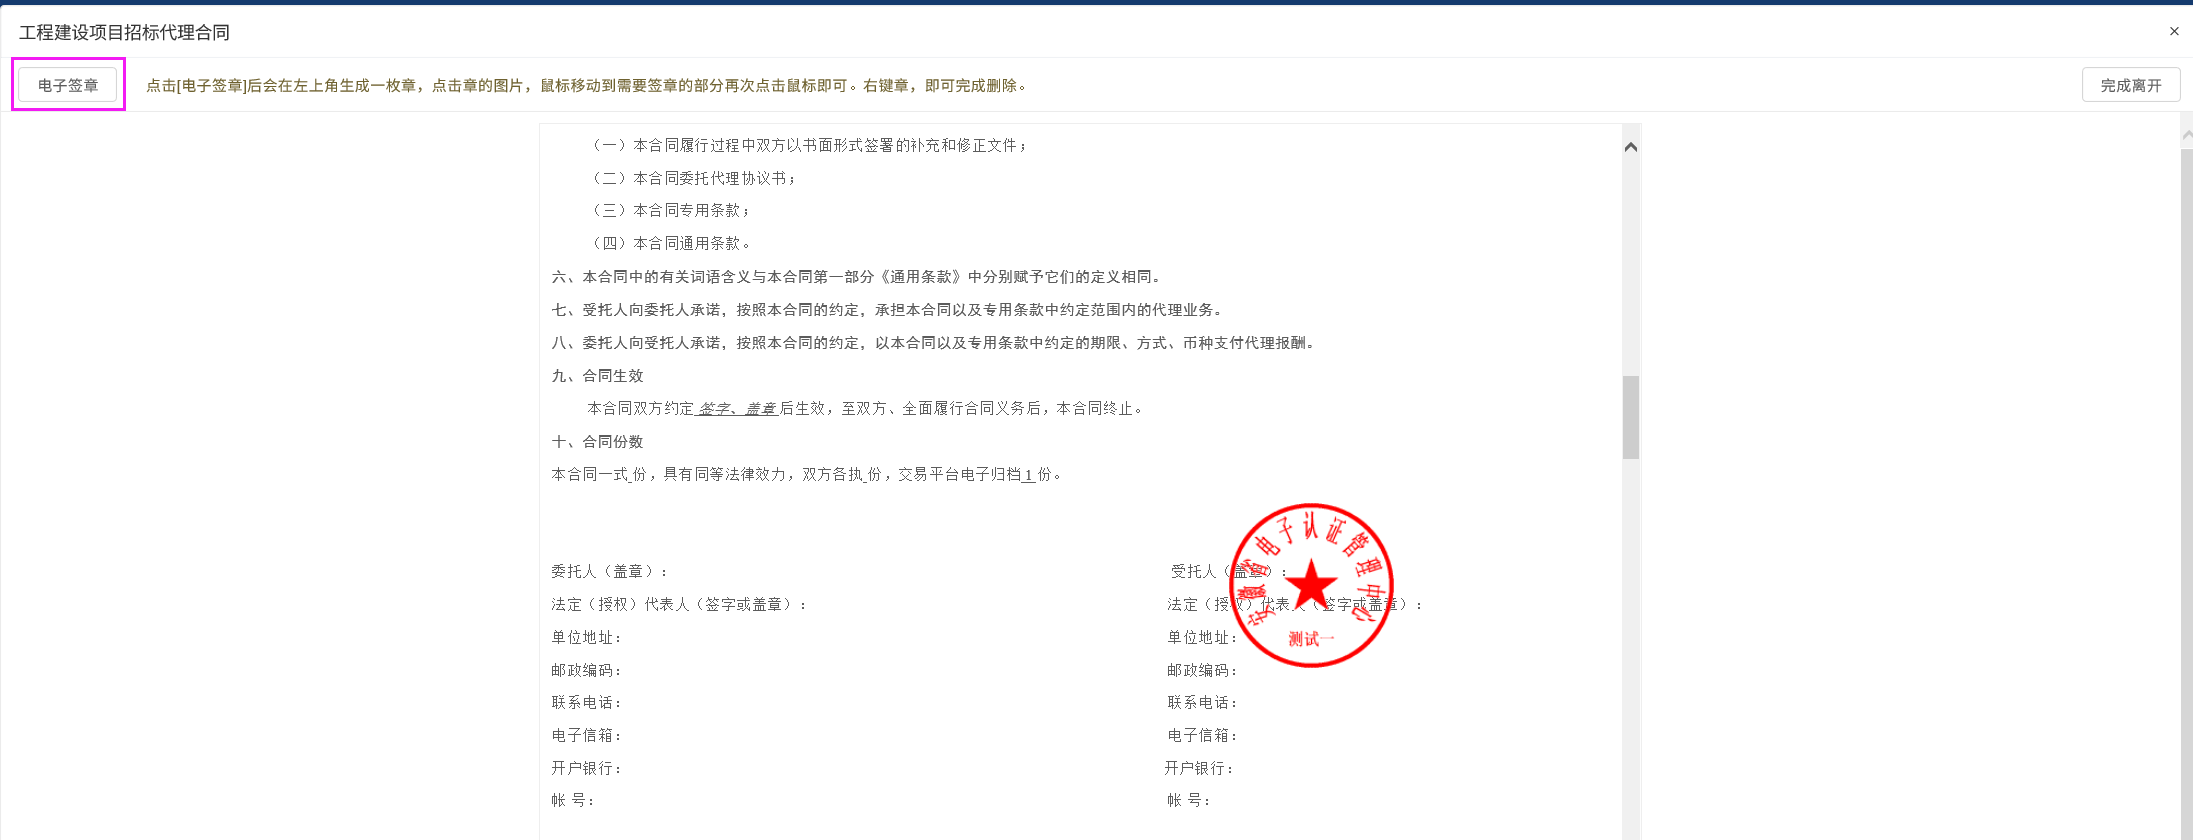 工程建设项目招标代理合同
×
电子签章
点击[电子签章]后会在左上角生成一枚章，点击章的图片，鼠标移动到需要签章的部分再次点击鼠标即可。右键章，即可完成删除。
完成离开
（一）本合同履行过程中双方以书面形式签署的补充和修正文件；
（二）本合同委托代理协议书；
（三）本合同专用条款；
（四）本合同通用条款。
六、本合同中的有关词语含义与本合同第一部分《通用条款》中分别赋予它们的定义相同。
七、受托人向委托人承诺，按照本合同的约定，承担本合同以及专用条款中约定范围内的代理业务。
八、委托人向受托人承诺，按照本合同的约定，以本合同以及专用条款中约定的期限、方式、币种支付代理报酬。
九、合同生效
本合同双方约定 签字、盖章 后生效，至双方、全面履行合同义务后，本合同终止。
十、合同份数
本合同一式 份，具有同等法律效力，双方各执 份，交易平台电子归档 1 份。
委托人（盖章）： 受托人（盖章）：
法定（授权）代表人（签字或盖章）： 法定（授权）代表人（签字或盖章）：
单位地址： 单位地址：
邮政编码： 邮政编码：
联系电话： 联系电话：
电子信箱： 电子信箱：
开户银行： 开户银行：
帐 号： 帐 号：
安徽省电子认证管理中心
测试一